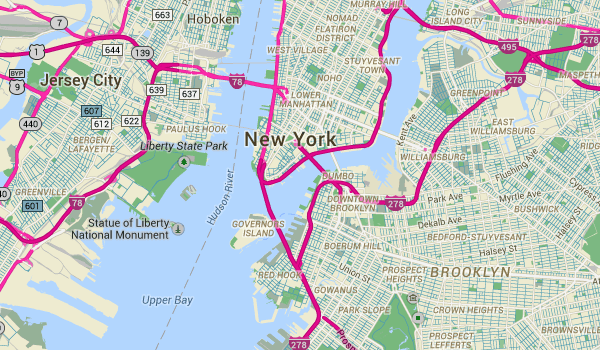 MURRAY HILL
LONG
ISLAND CITY
SUNNYSIDE
Hoboken
663
7
NOMAD
FLATIRON
DISTRICT
1
644
139
WEST VILLAGE
495
278
STUYVESANT
TOWN
BYP
9
Jersey City
639
637
78
NOHO
LOWER
MANHATTAN
278
MASPETH
GREENPOINT
607
440
612
622
PAULUS HOOK
BERGEN/
LAFAYETTE
Liberty State Park
New York
Kent Ave
EAST
WILLIAMSBURG
WILLIAMSBURG
Flushing Ave
Cypress
GREENVILLE
601
78
Hudson River
DUMBO
DOWNTOWN
BROOKLYN
278
Park Ave
Myrtle Ave
Dekalb Ave
BUSHWICK
Statue of Liberty
National Monument
GOVERNORS
ISLAND
BOERUM HILL
BEDFORD-STUYVESANT
Halsey St
Halsey St
Union St
RED HOOK
PROSPECT
HEIGHTS
BROOKLYN
Upper Bay
GOWANUS
PARK SLOPE
CROWN HEIGHTS
278
PROSPECT
LEFFERTS
BROWNSVILLE